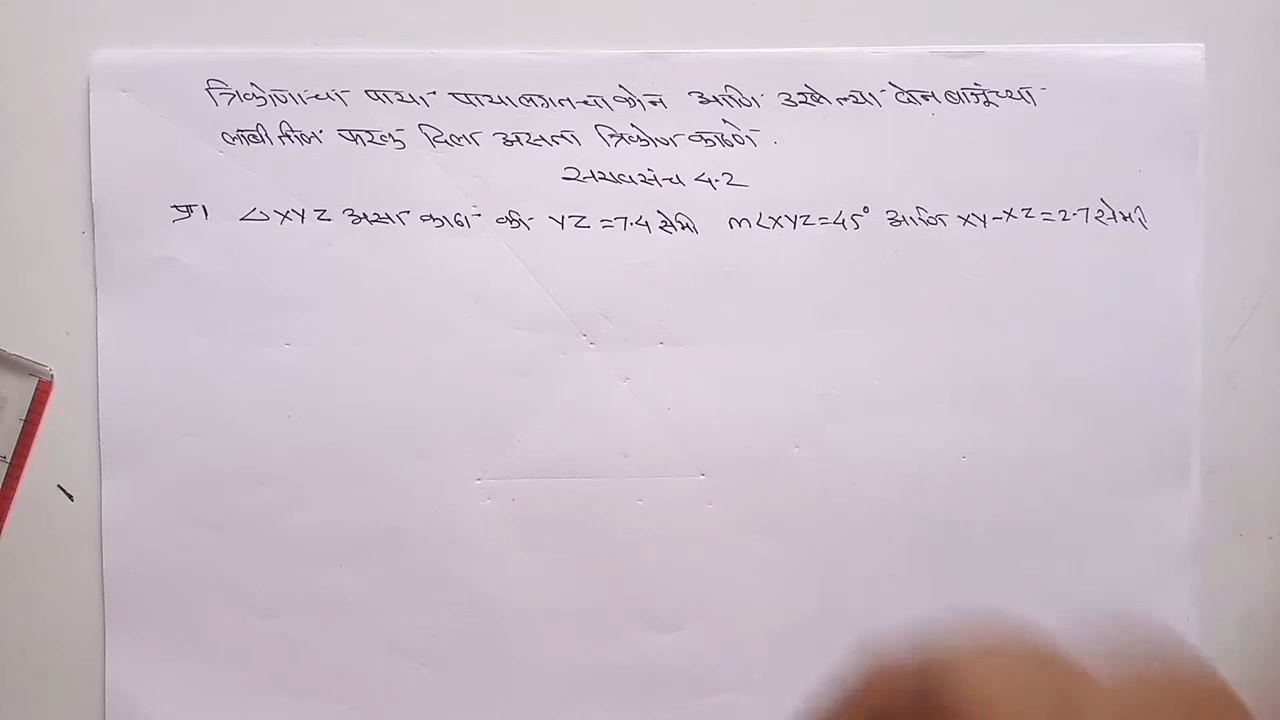 त्रिकोणाचा पाया पायालगतचा कोन आणि उरलेल्या दोन बाजूंच्या
लांबीतील फरक दिला असता त्रिकोण काढणे.
सरावसंच 4.2
प्र१ △XYZ असा काढा की YZ = 7.4 सेमी m∠XYZ = 45° आणि XY-XZ = 2.7 सेमी